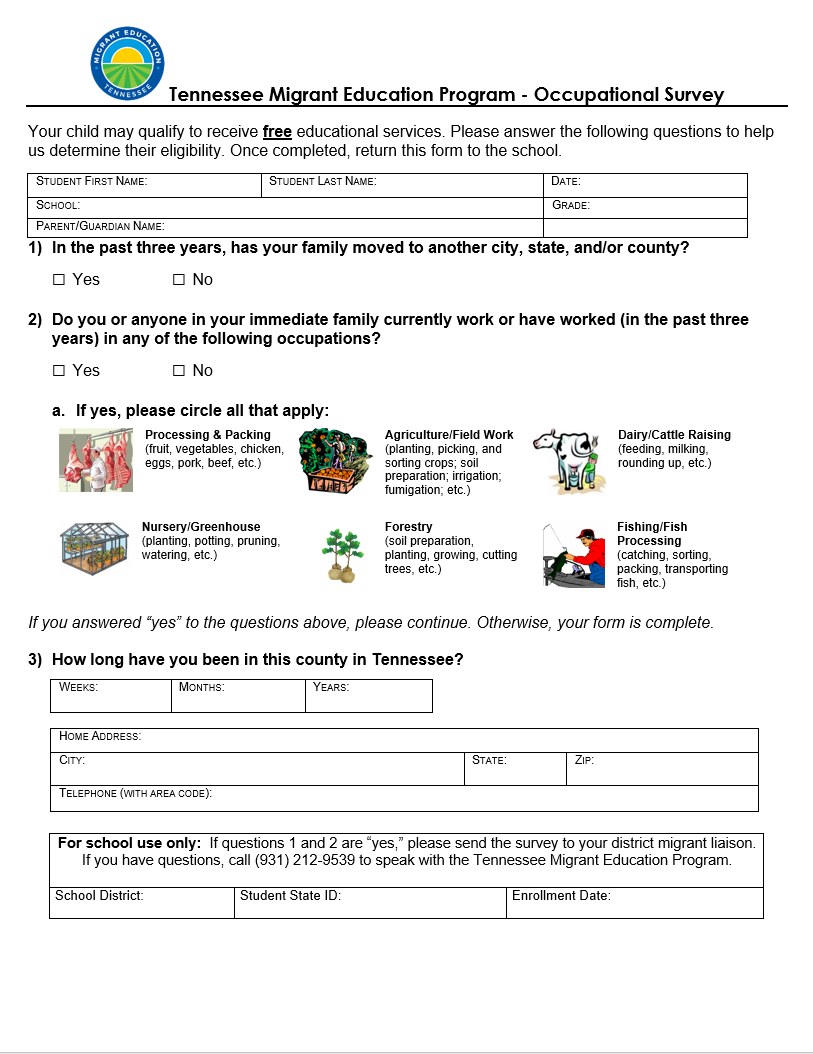 MIGRANT EDUCATION
TENNESSEE
Tennessee Migrant Education Program - Occupational Survey
Your child may qualify to receive free educational services. Please answer the following questions to help
us determine their eligibility. Once completed, return this form to the school.
STUDENT FIRST NAME: STUDENT LAST NAME: DATE:
SCHOOL: GRADE:
PARENT/GUARDIAN NAME:
1) In the past three years, has your family moved to another city, state, and/or county?
☐ Yes ☐ No
2) Do you or anyone in your immediate family currently work or have worked (in the past three
years) in any of the following occupations?
☐ Yes ☐ No
a. If yes, please circle all that apply:
Processing & Packing
(fruit, vegetables, chicken,
eggs, pork, beef, etc.)
Agriculture/Field Work
(planting, picking, and
sorting crops; soil
preparation; irrigation;
fumigation; etc.)
Dairy/Cattle Raising
(feeding, milking,
rounding up, etc.)
Nursery/Greenhouse
(planting, potting, pruning,
watering, etc.)
Forestry
(soil preparation,
planting, growing, cutting
trees, etc.)
Fishing/Fish
Processing
(catching, sorting,
packing, transporting
fish, etc.)
If you answered “yes” to the questions above, please continue. Otherwise, your form is complete.
3) How long have you been in this county in Tennessee?
WEEKS: MONTHS: YEARS:
HOME ADDRESS:
CITY: STATE: ZIP:
TELEPHONE (WITH AREA CODE):
For school use only: If questions 1 and 2 are “yes,” please send the survey to your district migrant liaison.
If you have questions, call (931) 212-9539 to speak with the Tennessee Migrant Education Program.
School District: Student State ID: Enrollment Date: